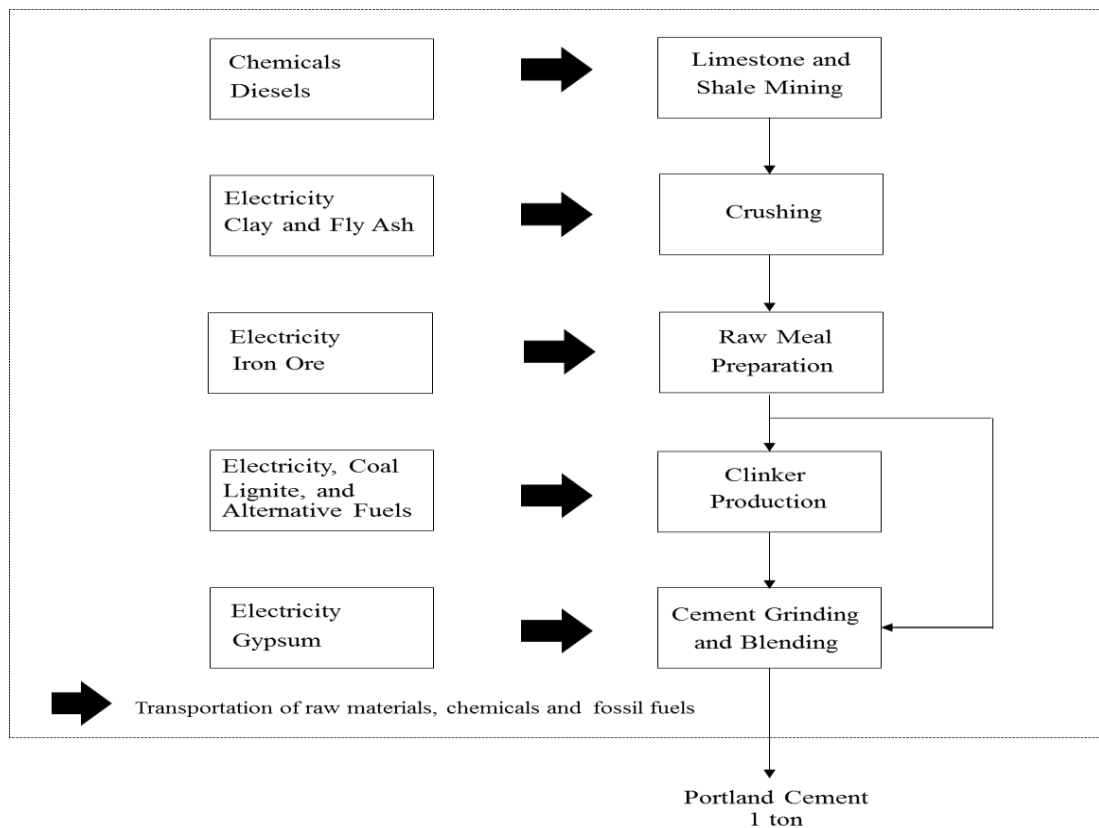 Chemicals
Diesels
Limestone and
Shale Mining
Electricity
Clay and Fly Ash
Crushing
Electricity
Iron Ore
Raw Meal
Preparation
Electricity, Coal
Lignite, and
Alternative Fuels
Clinker
Production
Electricity
Gypsum
Cement Grinding
and Blending
Transportation of raw materials, chemicals and fossil fuels
Portland Cement
1 ton